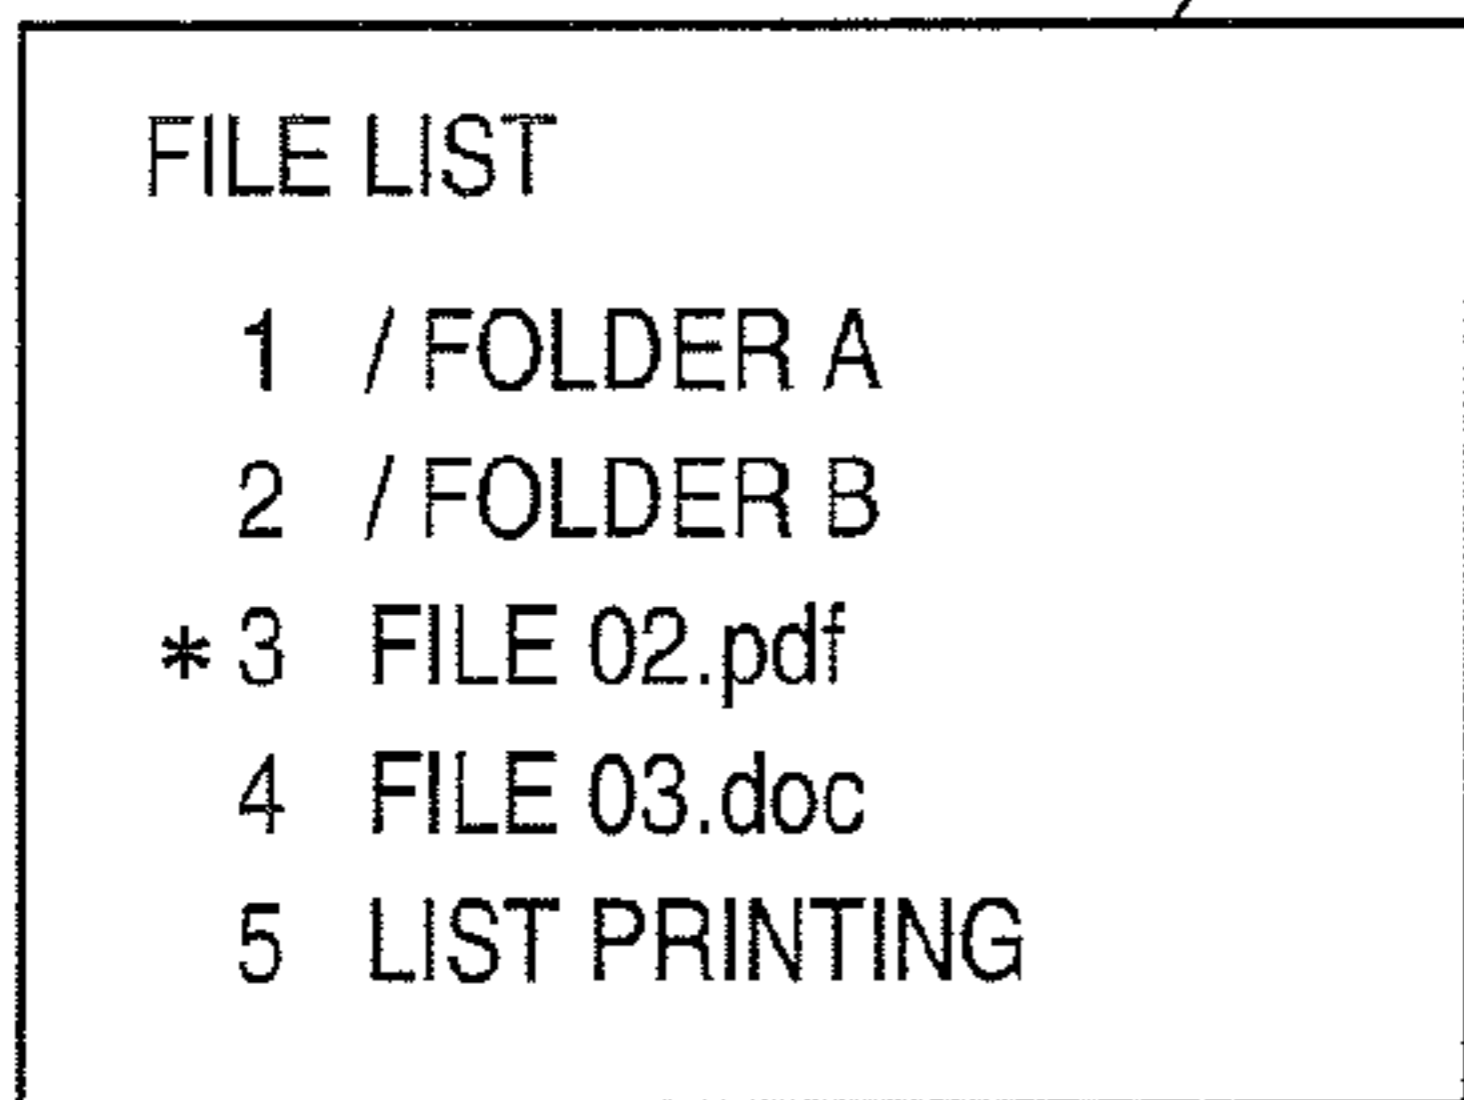 FILE LIST
1 / FOLDER A
2 / FOLDER B
* 3 FILE 02.pdf
4 FILE 03.doc
5 LIST PRINTING